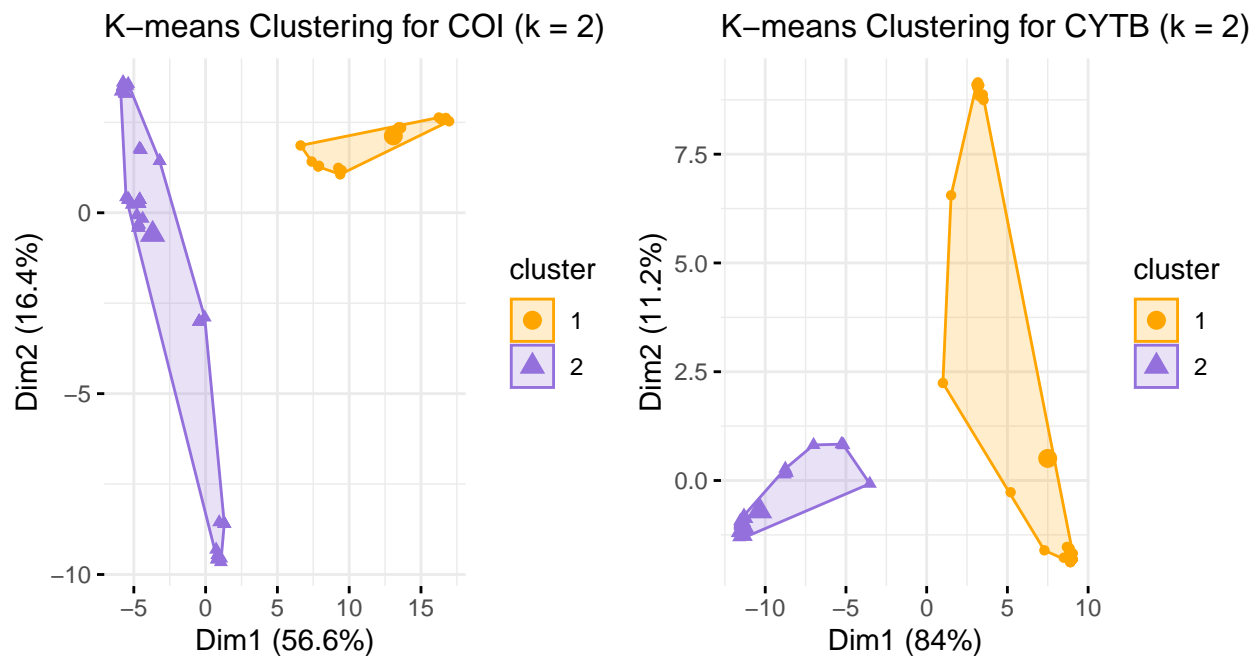 K−means Clustering for COI (k = 2)
0
−5
−10
−5
0
5
10
15
Dim1 (56.6%)
Dim2 (16.4%)
cluster
1
2
K−means Clustering for CYTB (k = 2)
7.5
5.0
2.5
0.0
−10
−5
0
5
10
Dim1 (84%)
Dim2 (11.2%)
cluster
1
2